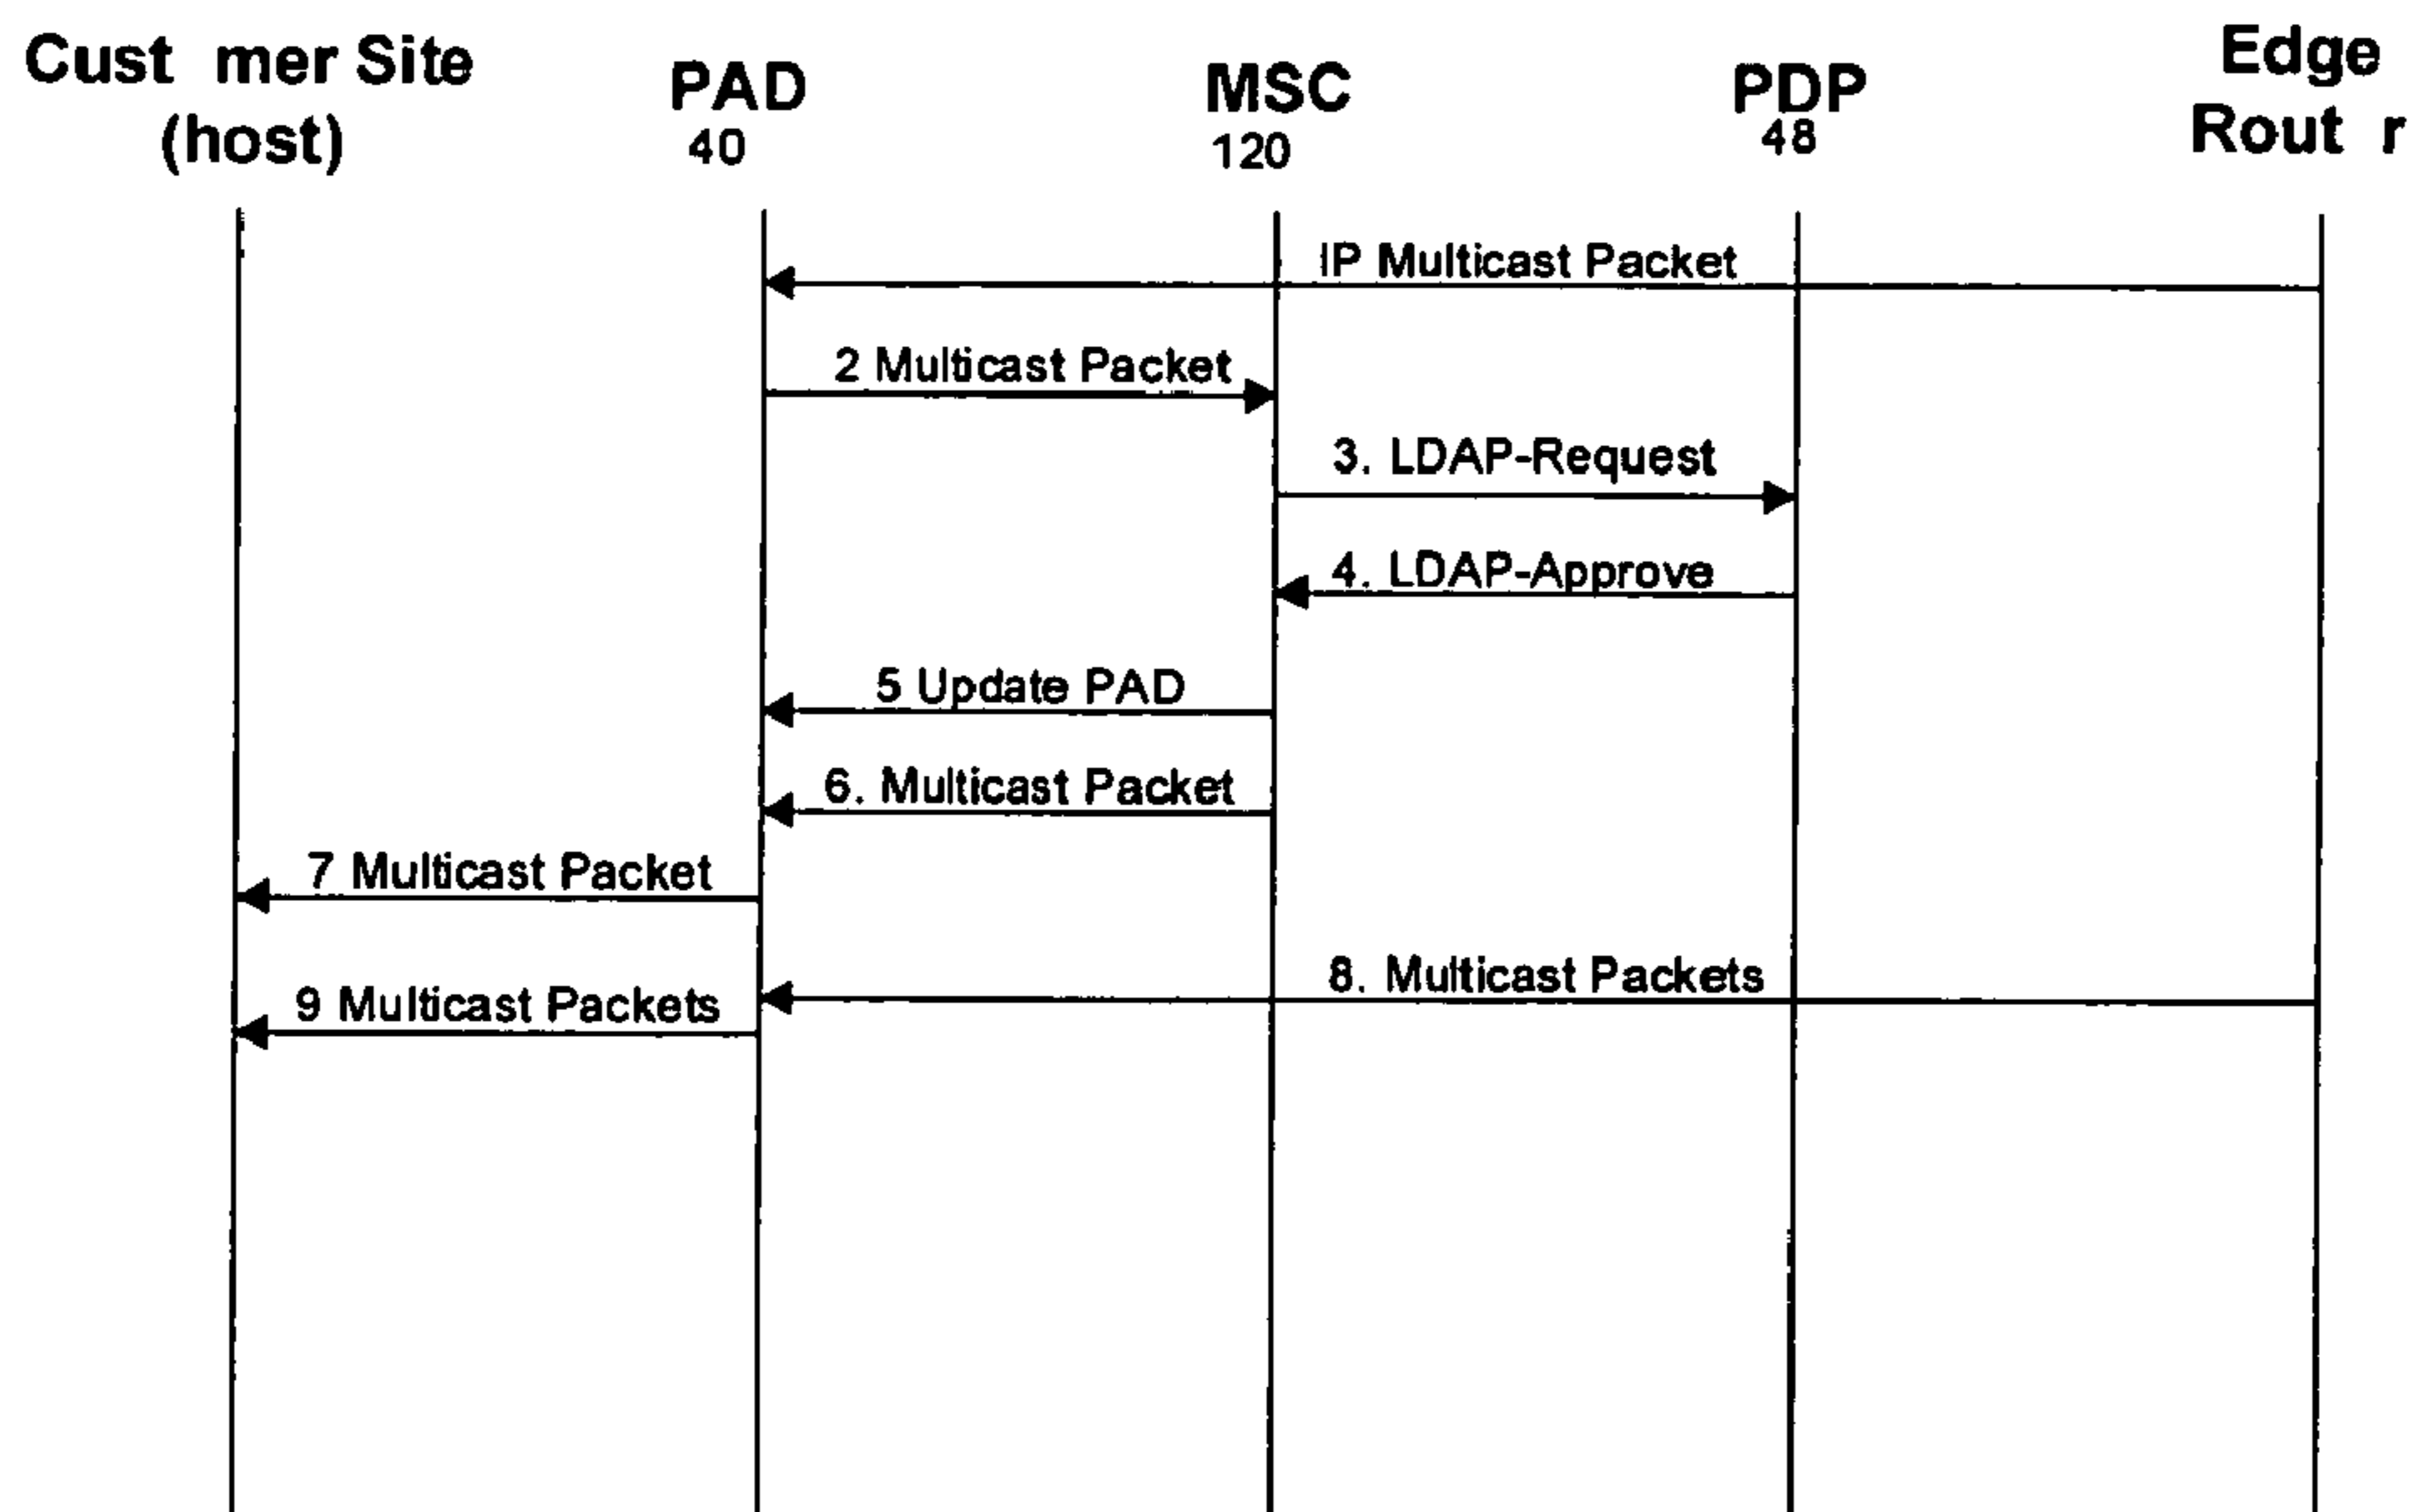 Cust mer Site
(host)
PAD
40
MSC
120
PDP
48
Edge
Rout r
IP Multicast Packet
2 Multicast Packet
3. LDAP-Request
4. LDAP-Approve
5 Update PAD
6. Multicast Packet
7 Multicast Packet
8. Multicast Packets
9 Multicast Packets